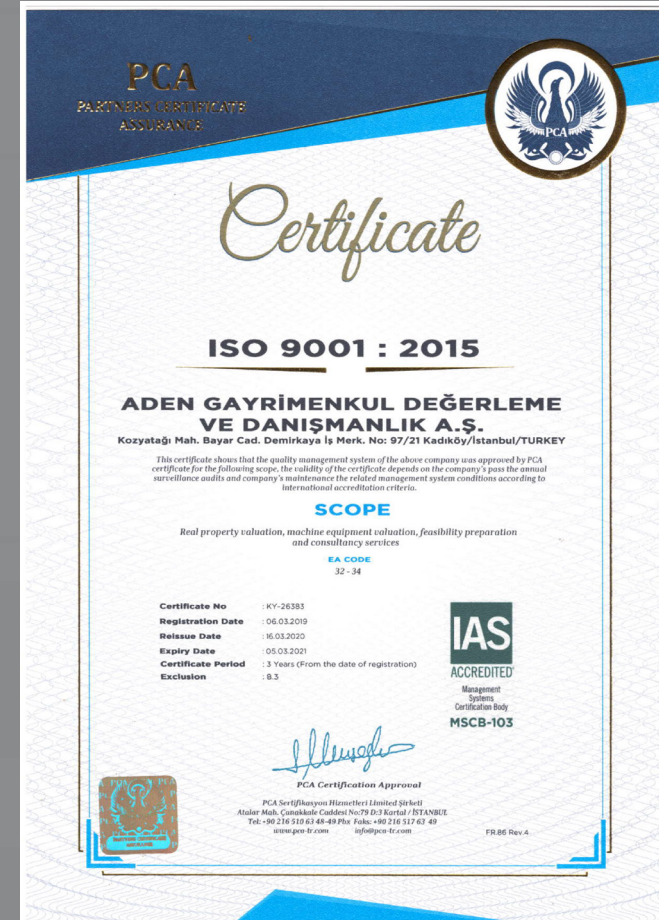 PCA
PARTNERS CERTIFICATE
ASSURANCE
PCA
Certificate
ISO 9001 : 2015
ADEN GAYRİMENKUL DEĞERLEME
VE DANIŞMANLIK A.Ş.
Kozyatağı Mah. Bayar Cad. Demirkaya İş Merk. No: 97/21 Kadıköy/İstanbul/TURKEY
This certificate shows that the quality management system of the above company was approved by PCA
certificate for the following scope, the validity of the certificate depends on the company's pass the annual
surveillance audits and company's maintenance the related management system conditions according to
international accreditation criteria.
SCOPE
Real property valuation, machine equipment valuation, feasibility preparation
and consultancy services
EA CODE
32 - 34
Certificate No : KY-26383
Registration Date : 06.03.2019
Reissue Date : 16.03.2020
Expiry Date : 05.03.2021
Certificate Period : 3 Years (From the date of registration)
Exclusion : 8.3
IAS
ACCREDITED
Management
Systems
Certification Body
MSCB-103
PCA Certification Approval
PCA Sertifikasyon Hizmetleri Limited Şirketi
Atalar Mah. Çanakkale Caddesi No:79 D:3 Kartal / İSTANBUL
Tel: +90 216 510 63 48-49 Pbx Faks: +90 216 517 63 49
www.pca-tr.com info@pca-tr.com
FR.86 Rev.4